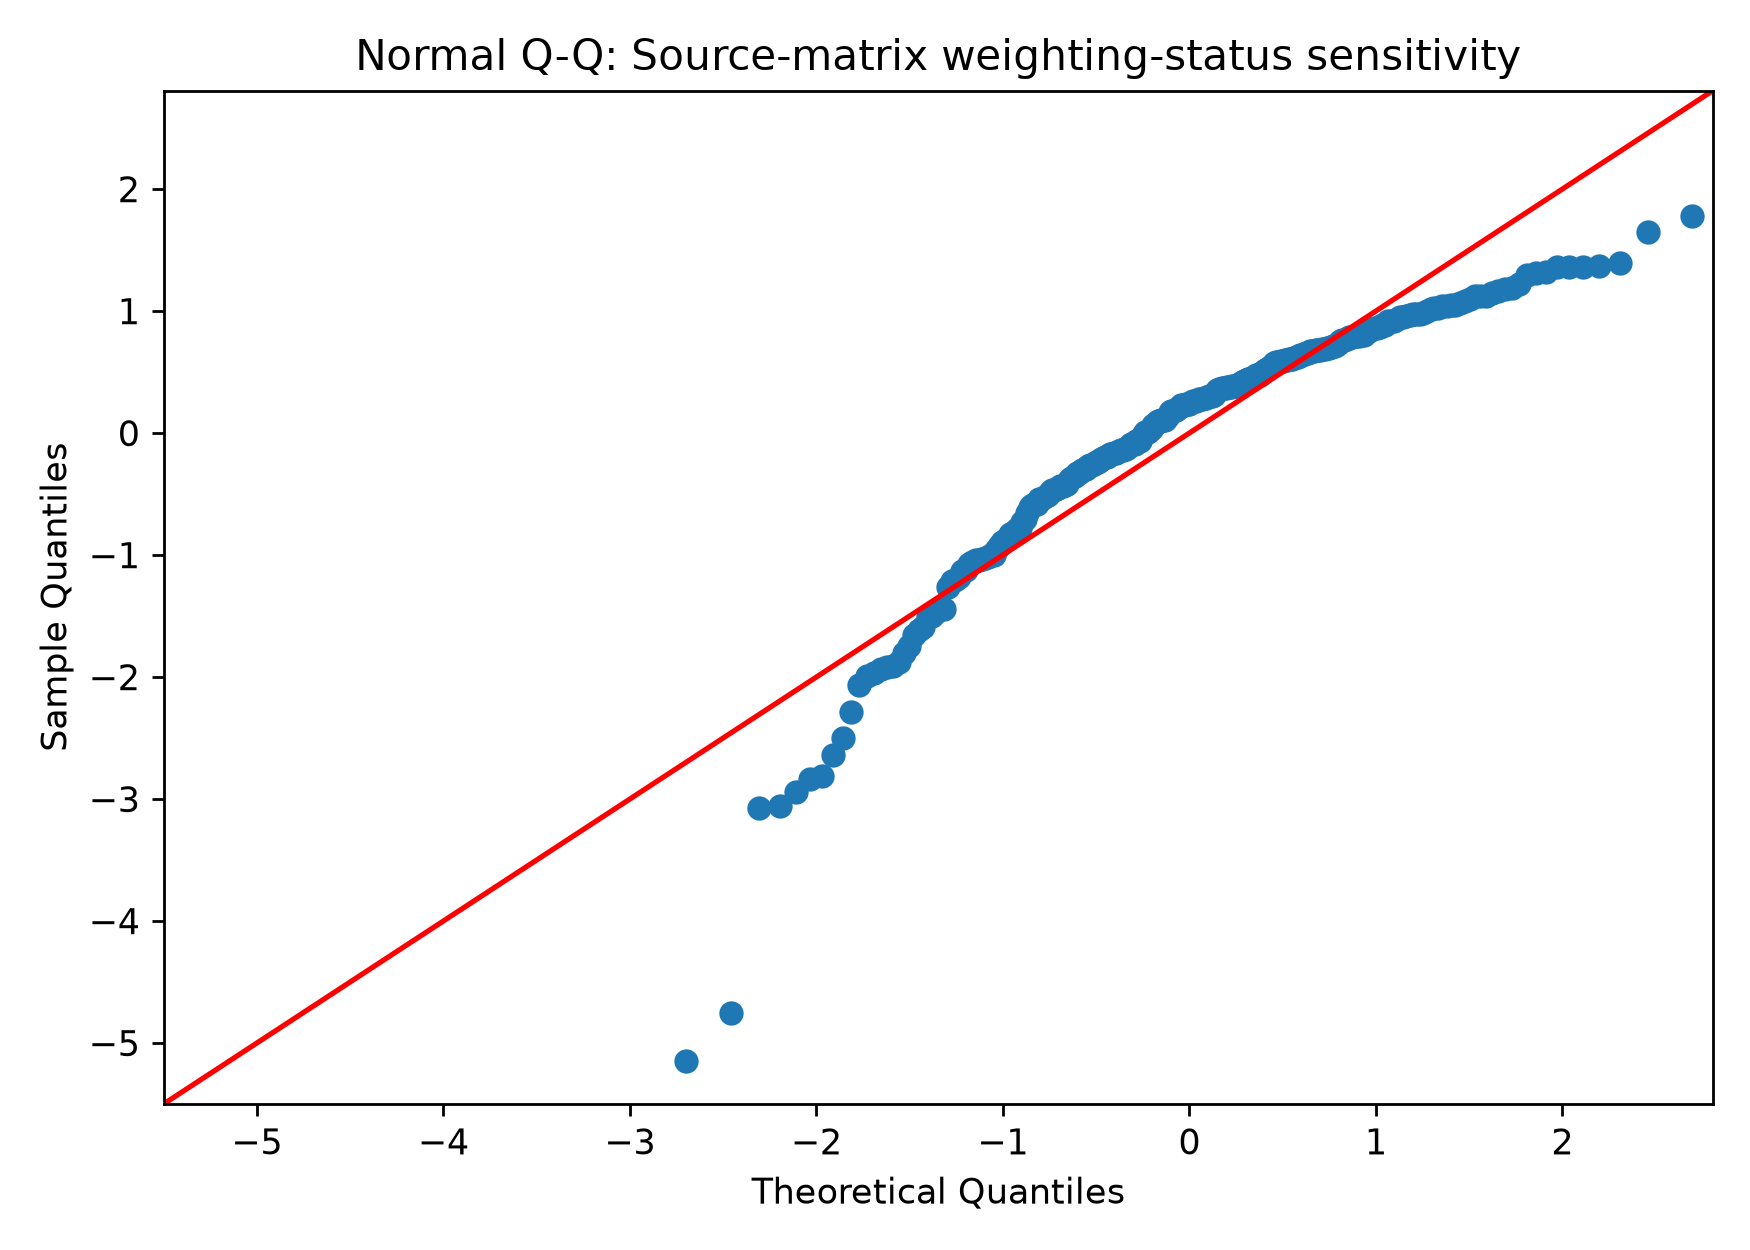 Normal Q-Q: Source-matrix weighting-status sensitivity
2
1
0
−1
−2
−3
−4
−5
Sample Quantiles
−5 −4 −3 −2 −1 0 1 2
Theoretical Quantiles